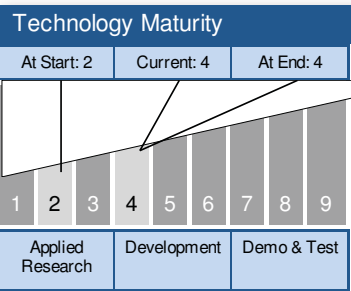 Technology Maturity
At Start: 2 Current: 4 At End: 4
1 2 3 4 5 6 7 8 9
Applied Development Demo & Test
Research